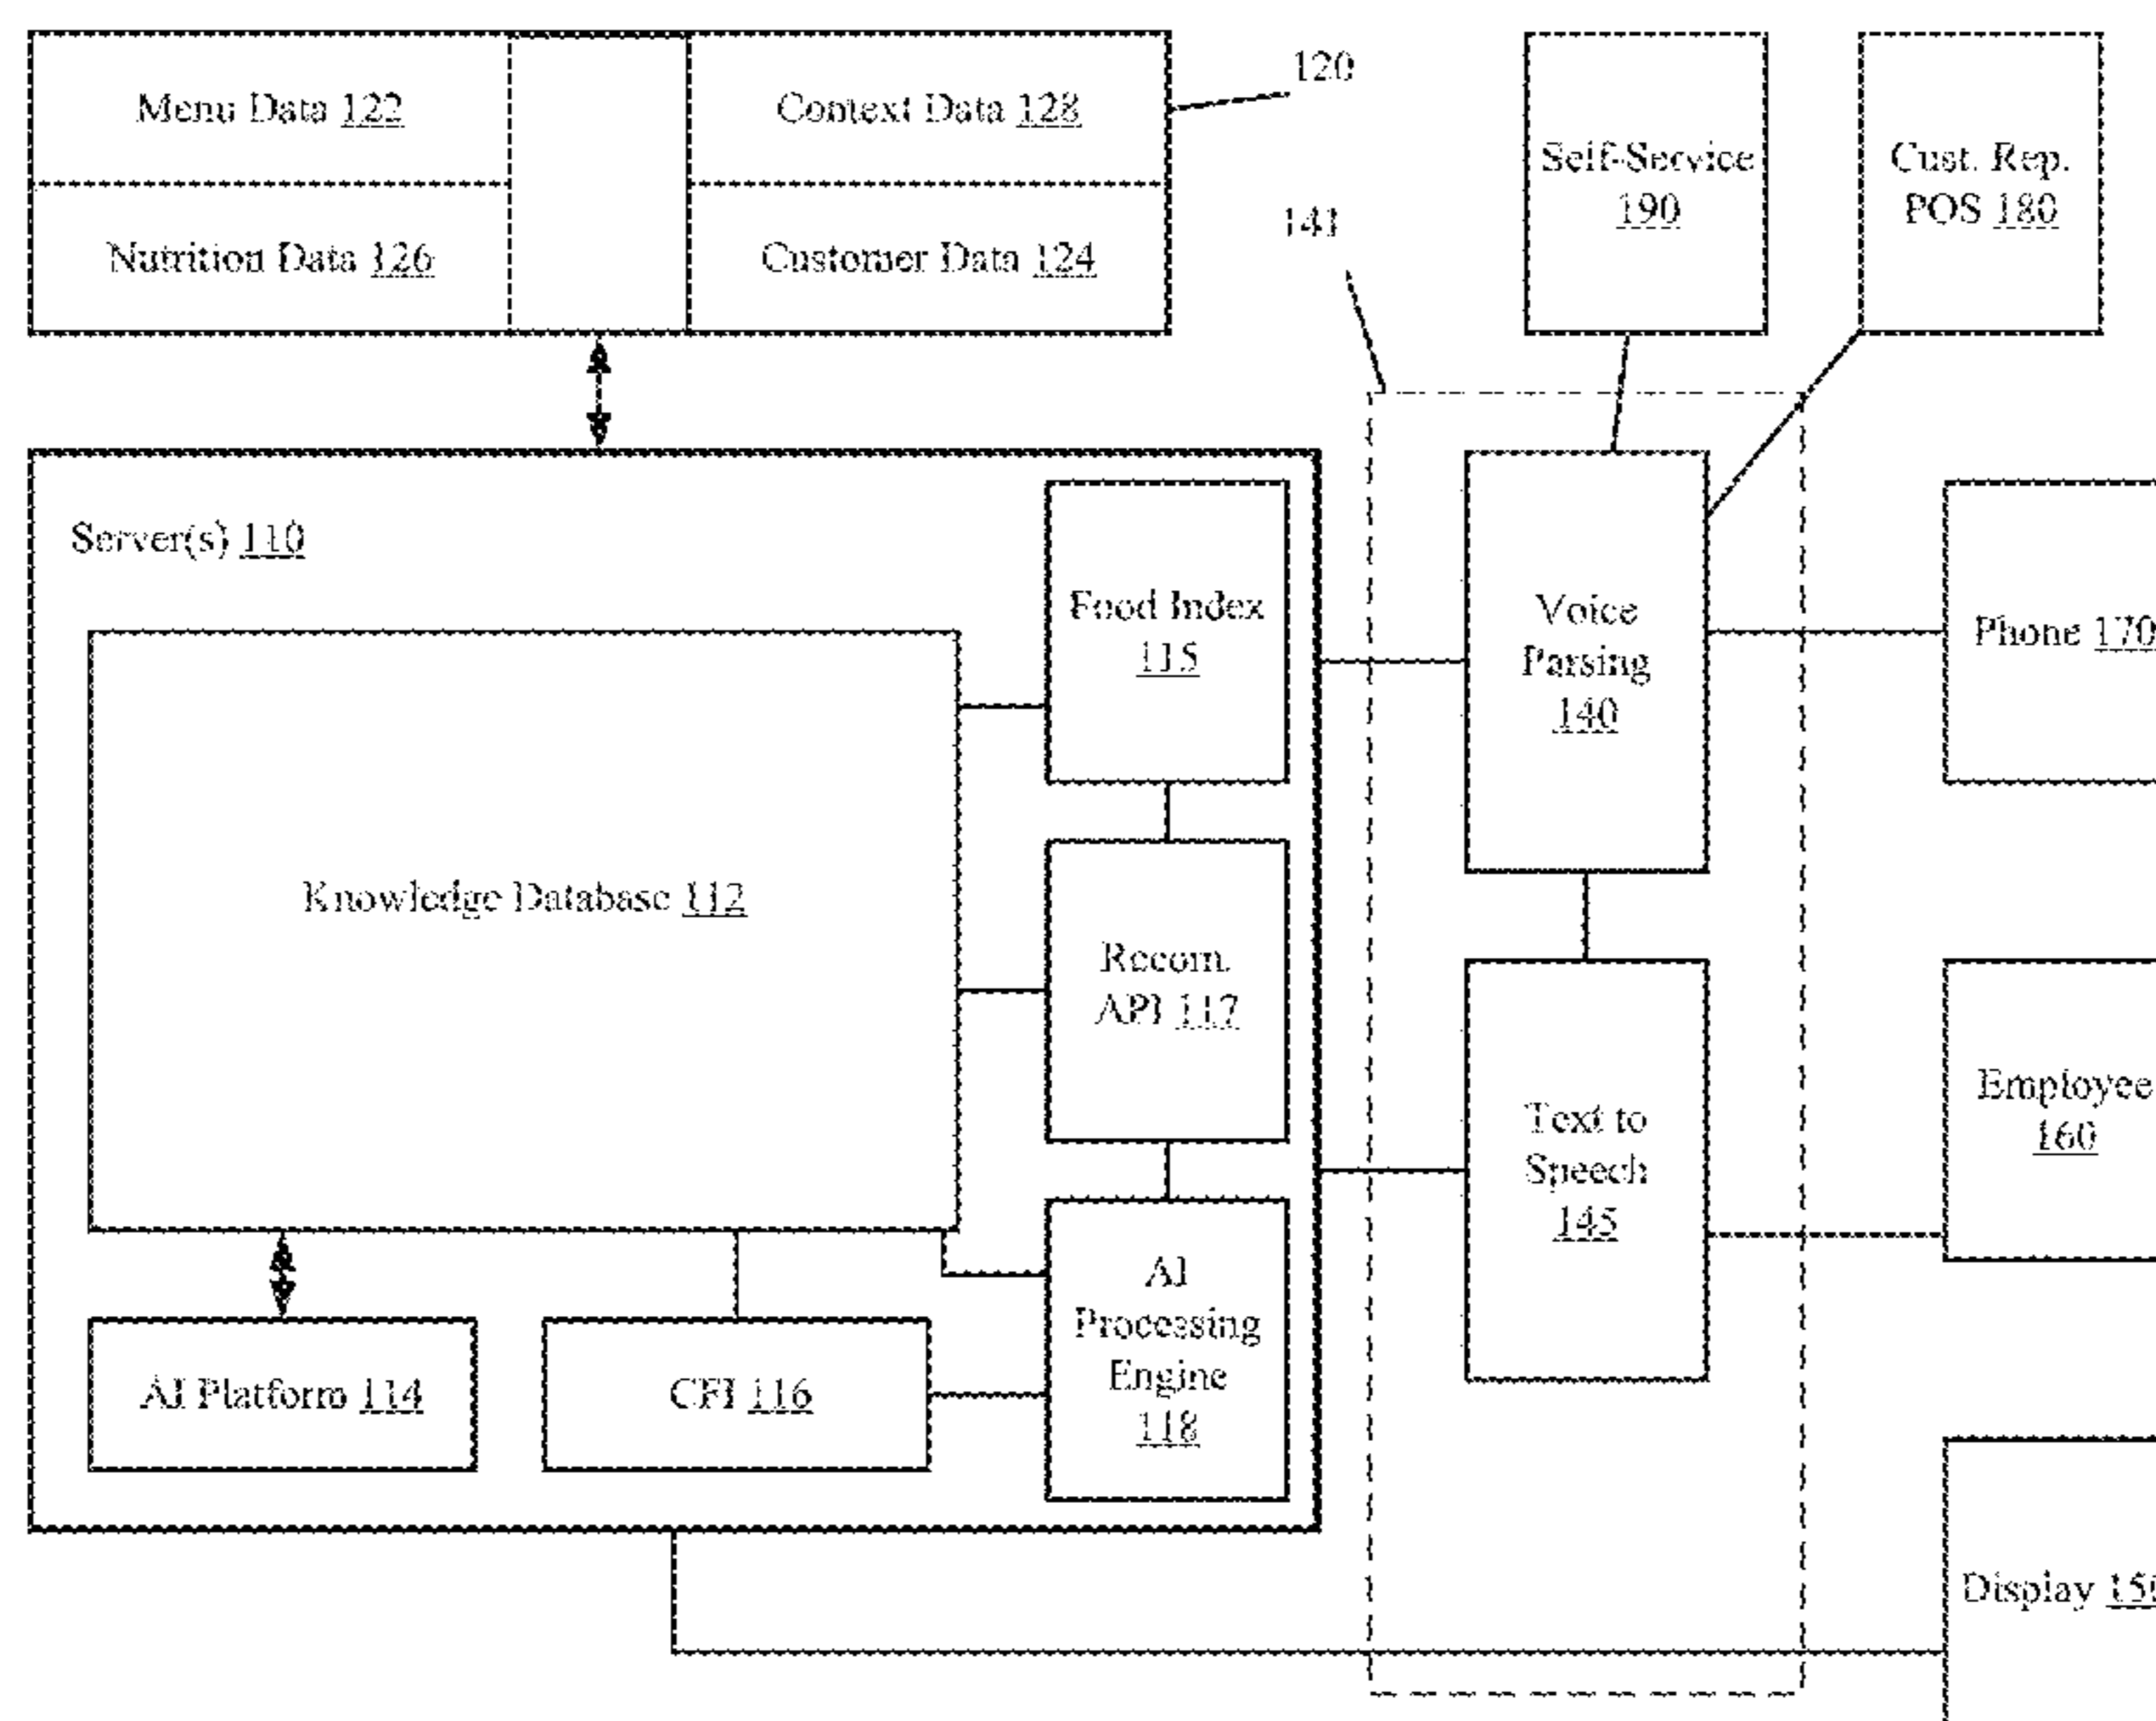 Menu Data 122
Context Data 128
120
Nutrition Data 126
Customer Data 124
141
Self-Service
190
Cust. Rep.
POS 180
Server(s) 110
Food Index
115
Knowledge Database 112
Recom.
API 117
AI Platform 114
CFI 116
AI
Processing
Engine
118
Voice
Parsing
140
Text to
Speech
145
Phone 170
Employee
160
Display 150